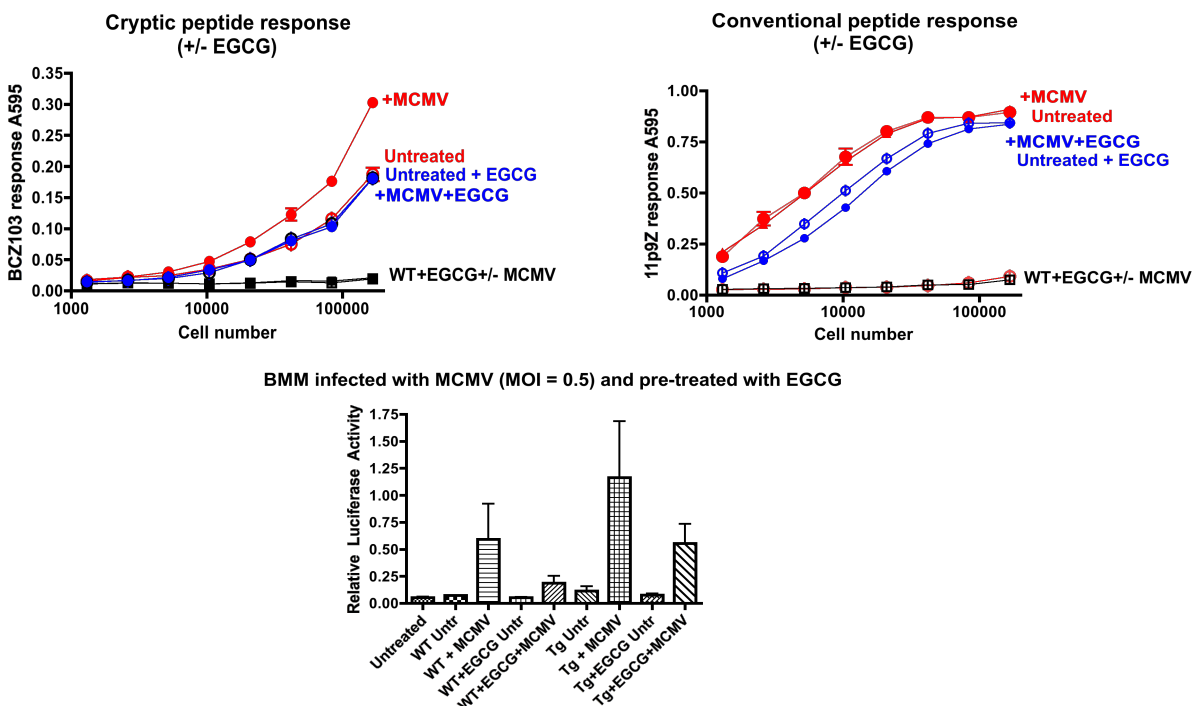 Cryptic peptide response
(+/- EGCG)
BCZ103 response A595
0.35
0.30
0.25
0.20
0.15
0.10
0.05
0.00
1000
10000
100000
Cell number
+MCMV
Untreated
Untreated + EGCG
+MCMV+EGCG
WT+EGCG+/- MCMV
Conventional peptide response
(+/- EGCG)
11p9Z response A595
1.00
0.75
0.50
0.25
0.00
1000
10000
100000
Cell number
+MCMV
Untreated
+MCMV+EGCG
Untreated + EGCG
WT+EGCG+/- MCMV
BMM infected with MCMV (MOI = 0.5) and pre-treated with EGCG
Relative Luciferase Activity
1.75
1.50
1.25
1.00
0.75
0.50
0.25
0.00
Untreated
WT Untr
WT + MCMV
WT+EGCG Untr
WT+EGCG+MCMV
Tg Untr
Tg + MCMV
Tg+EGCG Untr
Tg+EGCG+MCMV